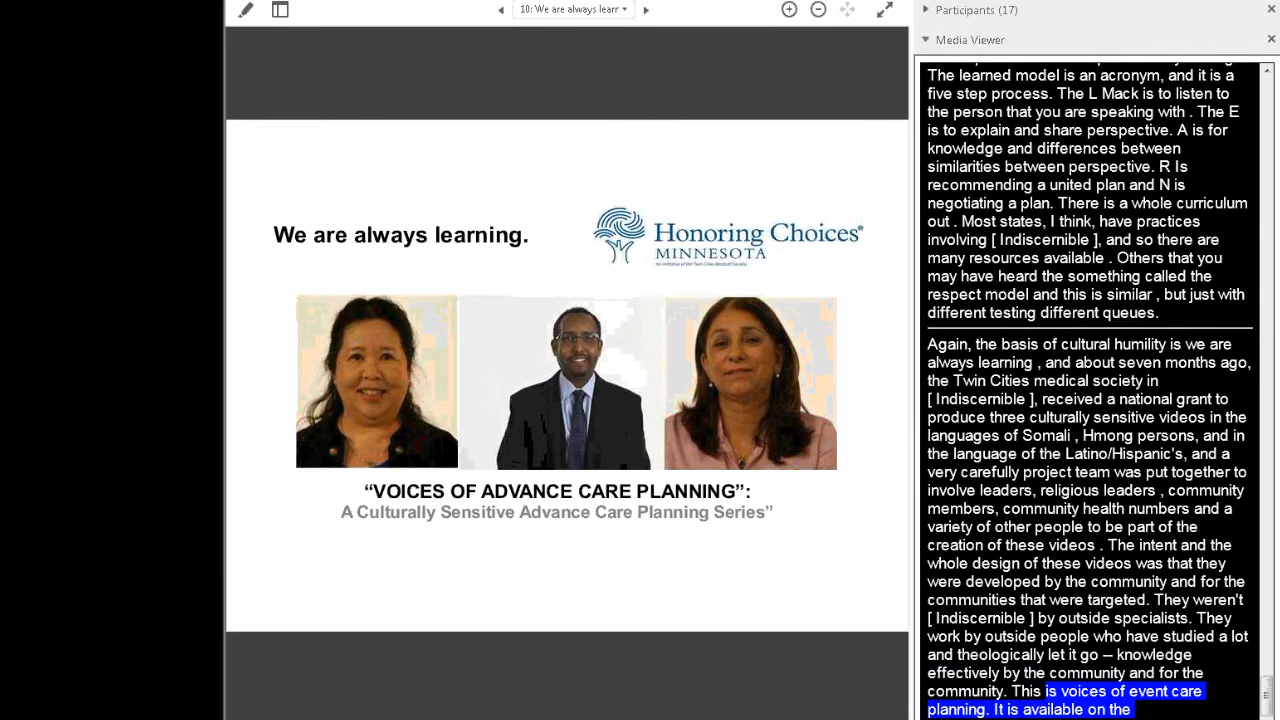 10: We are always learr
Participants (17)
Media Viewer
The learned model is an acronym, and it is a
five step process. The L Mack is to listen to
the person that you are speaking with . The E
is to explain and share perspective. A is for
knowledge and differences between
similarities between perspective. R Is
recommending a united plan and N is
negotiating a plan. There is a whole curriculum
out . Most states, I think, have practices
involving [ Indiscernible ], and so there are
many resources available . Others that you
may have heard the something called the
respect model and this is similar , but just with
different testing different queues.
Again, the basis of cultural humility is we are
always learning , and about seven months ago,
the Twin Cities medical society in
[ Indiscernible ], received a national grant to
produce three culturally sensitive videos in the
languages of Somali , Hmong persons, and in
the language of the Latino/Hispanic's, and a
very carefully project team was put together to
involve leaders, religious leaders , community
members, community health numbers and a
variety of other people to be part of the
creation of these videos . The intent and the
whole design of these videos was that they
were developed by the community and for the
communities that were targeted. They weren't
[ Indiscernible ] by outside specialists. They
work by outside people who have studied a lot
and theologically let it go -- knowledge
effectively by the community and for the
community. This is voices of event care
planning. It is available on the
We are always learning.
Honoring Choices®
MINNESOTA
An initiative of the Twin Cities Medical Society
“VOICES OF ADVANCE CARE PLANNING”:
A Culturally Sensitive Advance Care Planning Series”